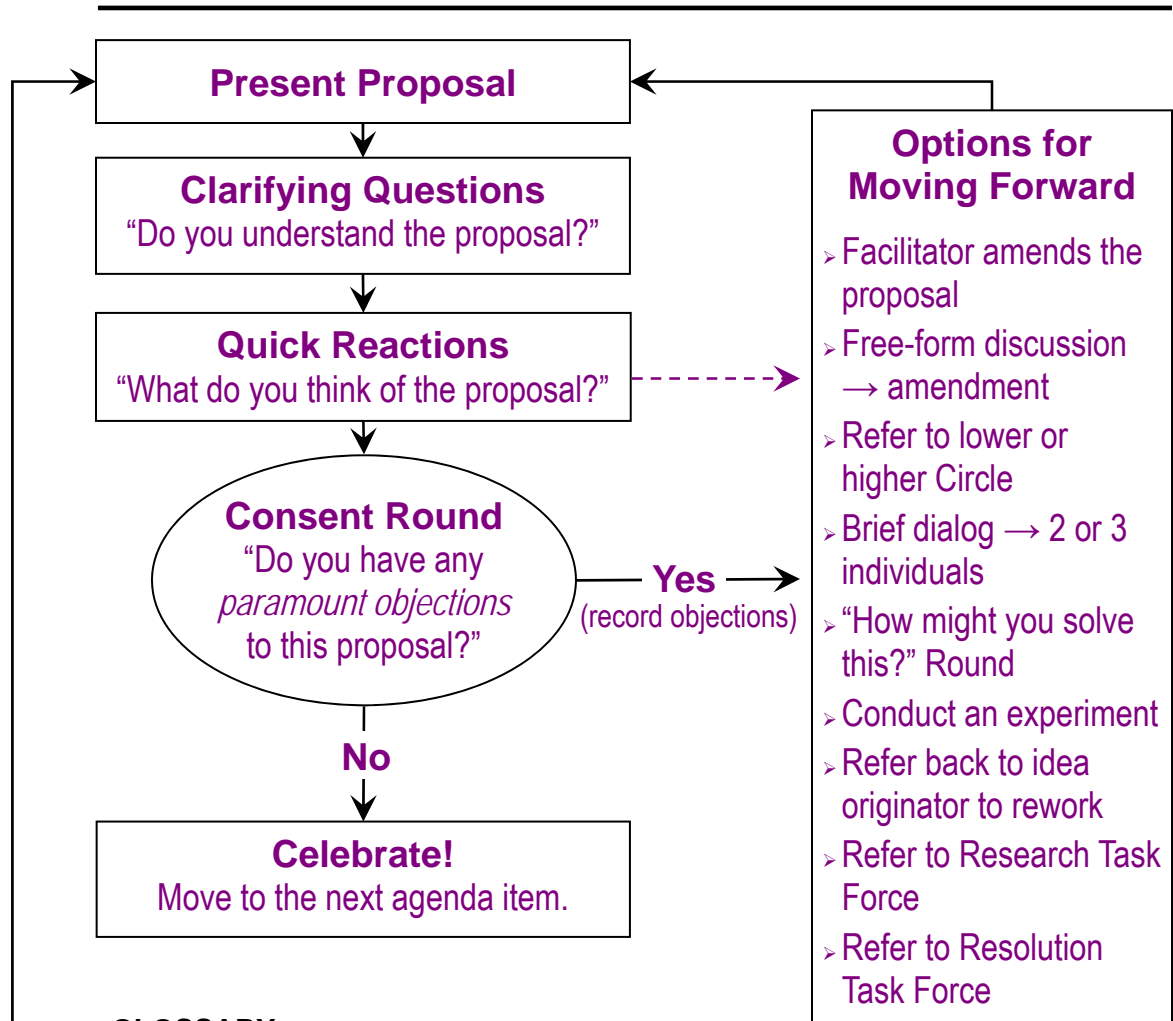 Present Proposal
Clarifying Questions
“Do you understand the proposal?”
Quick Reactions
“What do you think of the proposal?”
Consent Round
“Do you have any
paramount objections
to this proposal?”
Yes
(record objections)
No
Celebrate!
Move to the next agenda item.
Options for
Moving Forward
➢ Facilitator amends the
proposal
➢ Free-form discussion
→ amendment
➢ Refer to lower or
higher Circle
➢ Brief dialog → 2 or 3
individuals
➢ “How might you solve
this?” Round
➢ Conduct an experiment
➢ Refer back to idea
originator to rework
➢ Refer to Research Task
Force
➢ Refer to Resolution
Task Force
GLOSSARY